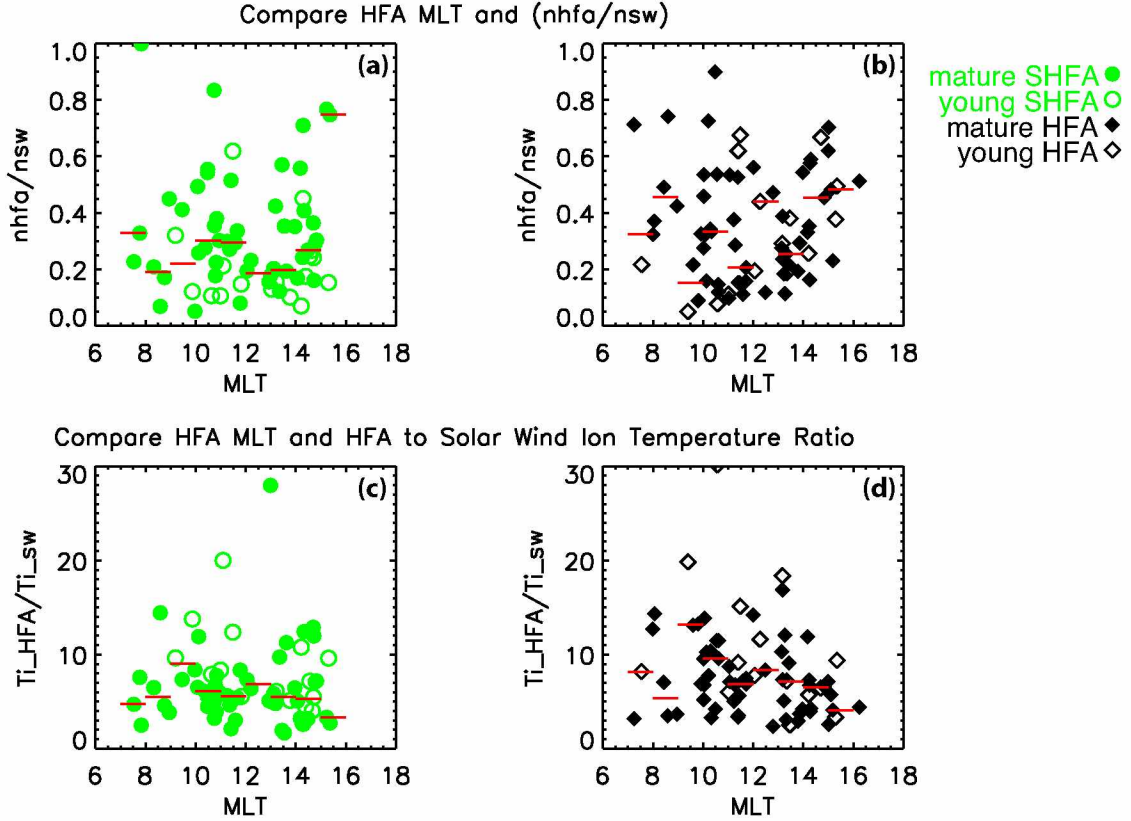 Compare HFA MLT and (nhfa/nsw)
1.0
0.8
0.6
0.4
0.2
0.0
nhfa/nsw
(a)
6 8 10 12 14 16 18
MLT
1.0
0.8
0.6
0.4
0.2
0.0
nhfa/nsw
(b)
6 8 10 12 14 16 18
MLT
mature SHFA
young SHFA
mature HFA
young HFA
Compare HFA MLT and HFA to Solar Wind Ion Temperature Ratio
30
20
10
0
Ti_HFA/Ti_sw
(c)
6 8 10 12 14 16 18
MLT
30
20
10
0
Ti_HFA/Ti_sw
(d)
6 8 10 12 14 16 18
MLT